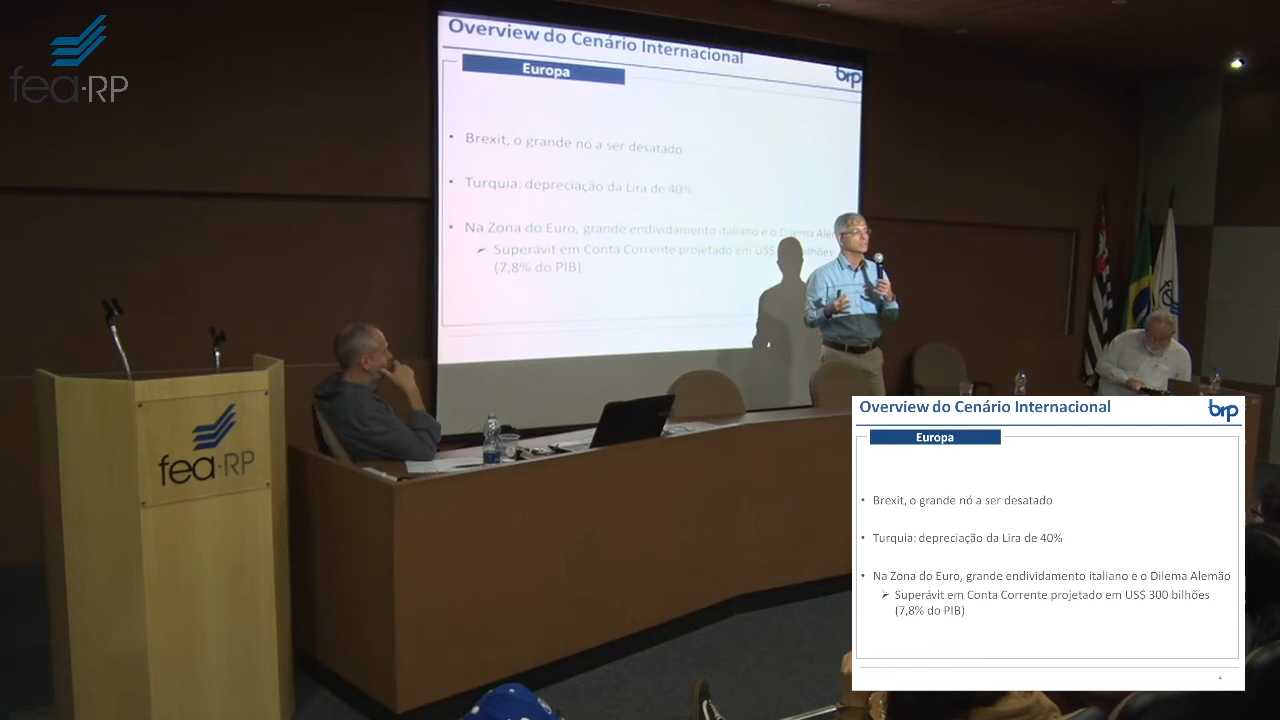 fea-RP
Overview do Cenário Internacional
brp
Europa
• Brexit, o grande nó a ser desatado
• Turquia: depreciação da Lira de 40%
• Na Zona do Euro, grande endividamento italiano e o Dilema Ale
➢ Superávit em Conta Corrente projetado em US$ bilhões
(7,8% do PIB)
fea-RP
Overview do Cenário Internacional
brp
Europa
• Brexit, o grande nó a ser desatado
• Turquia: depreciação da Lira de 40%
• Na Zona do Euro, grande endividamento italiano e o Dilema Alemão
➢ Superávit em Conta Corrente projetado em US$ 300 bilhões
(7,8% do PIB)